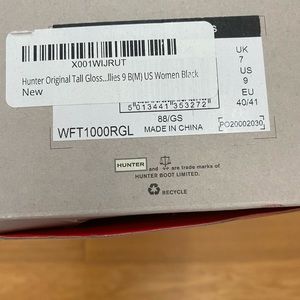 X001WIJRUT
Hunter Original Tall Gloss...llies 9 B(M) US Women Black
New
S
UK
7
US
9
EU
40/41
5 013441 353272
88/GS
WFT1000RGL
MADE IN CHINA
PO20002030
HUNTER and are trade marks of
HUNTER BOOT LIMITED.
RECYCLE